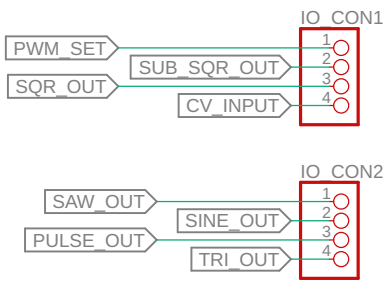 IO_CON1
PWM_SET 1
SUB_SQR_OUT 2
SQR_OUT 3
CV_INPUT 4
IO_CON2
SAW_OUT 1
SINE_OUT 2
PULSE_OUT 3
TRI_OUT 4